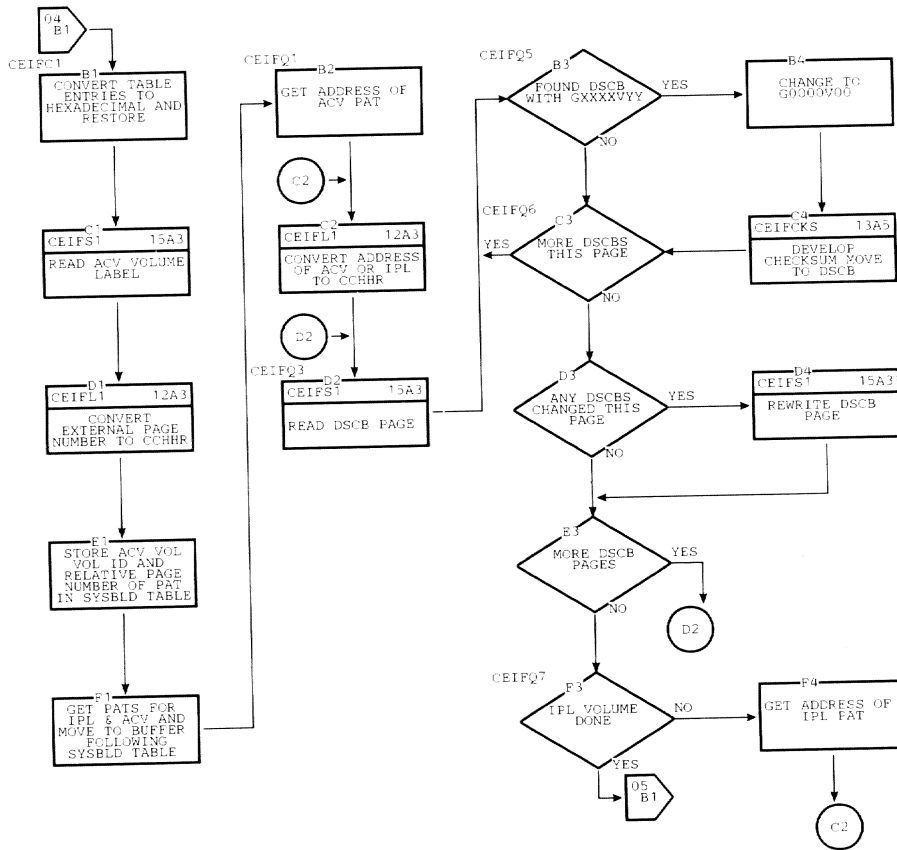 04
B1
CEIFC1
B1
CONVERT TABLE
ENTRIES TO
HEXADECIMAL AND
RESTORE
C1
CEIFS1 15A3
READ ACV VOLUME
LABEL
D1
CEIFL1 12A3
CONVERT
EXTERNAL PAGE
NUMBER TO CCHHR
E1
STORE ACV VOL
VOL ID AND
RELATIVE PAGE
NUMBER OF PAT
IN SYSBLD TABLE
F1
GET PATS FOR
IPL & ACV AND
MOVE TO BUFFER
FOLLOWING
SYSBLD TABLE
CEIFQ1
B2
GET ADDRESS OF
ACV PAT
C2
C2
CEIFL1 12A3
CONVERT ADDRESS
OF ACV OR IPL
TO CCHHR
D2
CEIFQ3
D2
CEIFS1 15A3
READ DSCB PAGE
CEIFQ5
B3
FOUND DSCB
WITH GXXXXVYY
YES
NO
B4
CHANGE TO
G0000V00
CEIFQ6
C3
MORE DSCBS
THIS PAGE
YES
NO
C4
CEIFCKS 13A5
DEVELOP
CHECKSUM MOVE
TO DSCB
D3
ANY DSCBS
CHANGED THIS
PAGE
YES
NO
D4
CEIFS1 15A3
REWRITE DSCB
PAGE
E3
MORE DSCB
PAGES
YES
NO
D2
CEIFQ7
F3
IPL VOLUME
DONE
NO
YES
F4
GET ADDRESS OF
IPL PAT
05
B1
C2